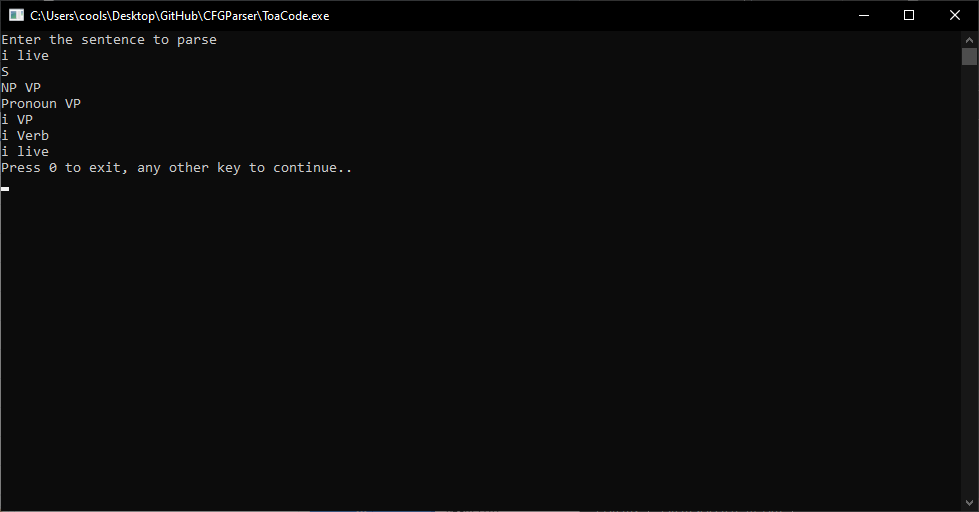 C:\Users\cools\Desktop\GitHub\CFGParser\ToaCode.exe
Enter the sentence to parse
i live
S
NP VP
Pronoun VP
i VP
i Verb
i live
Press 0 to exit, any other key to continue..